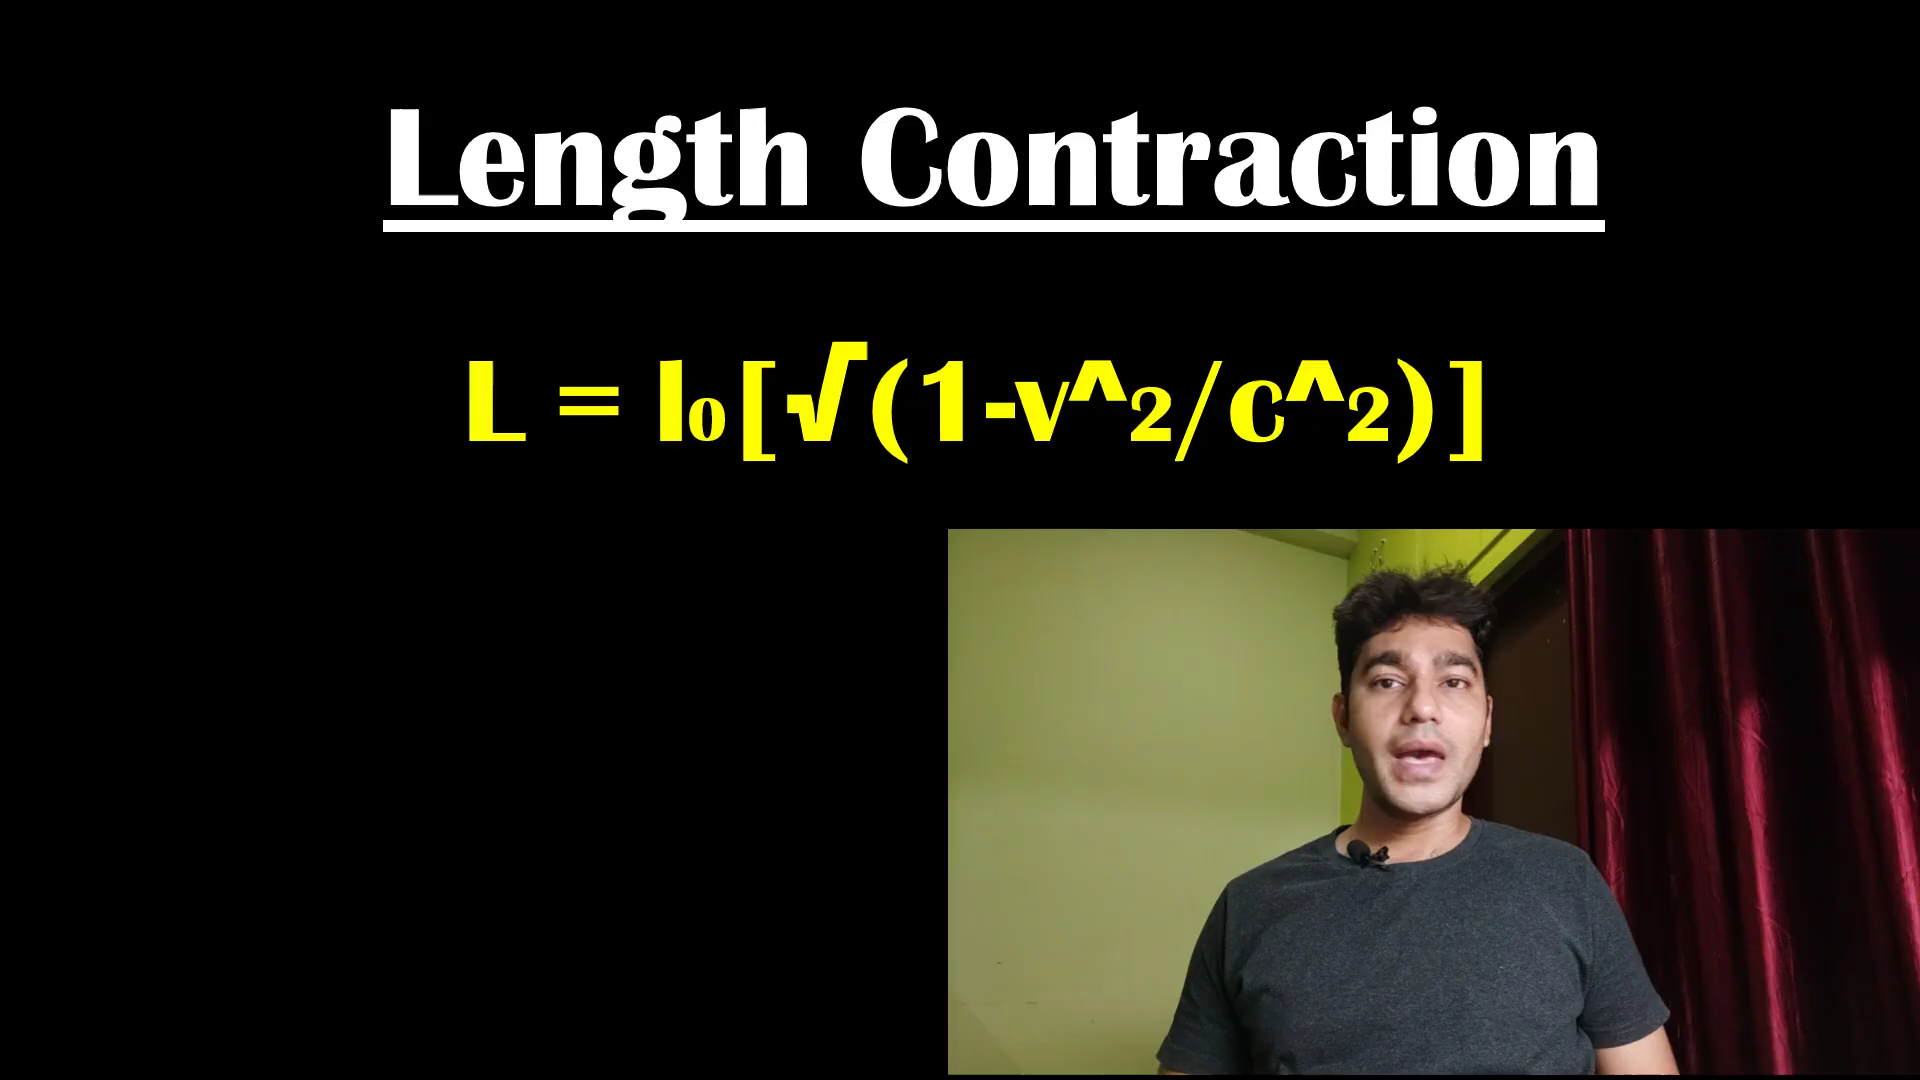 Length Contraction
L = l₀[√(1-v^₂/c^₂)]